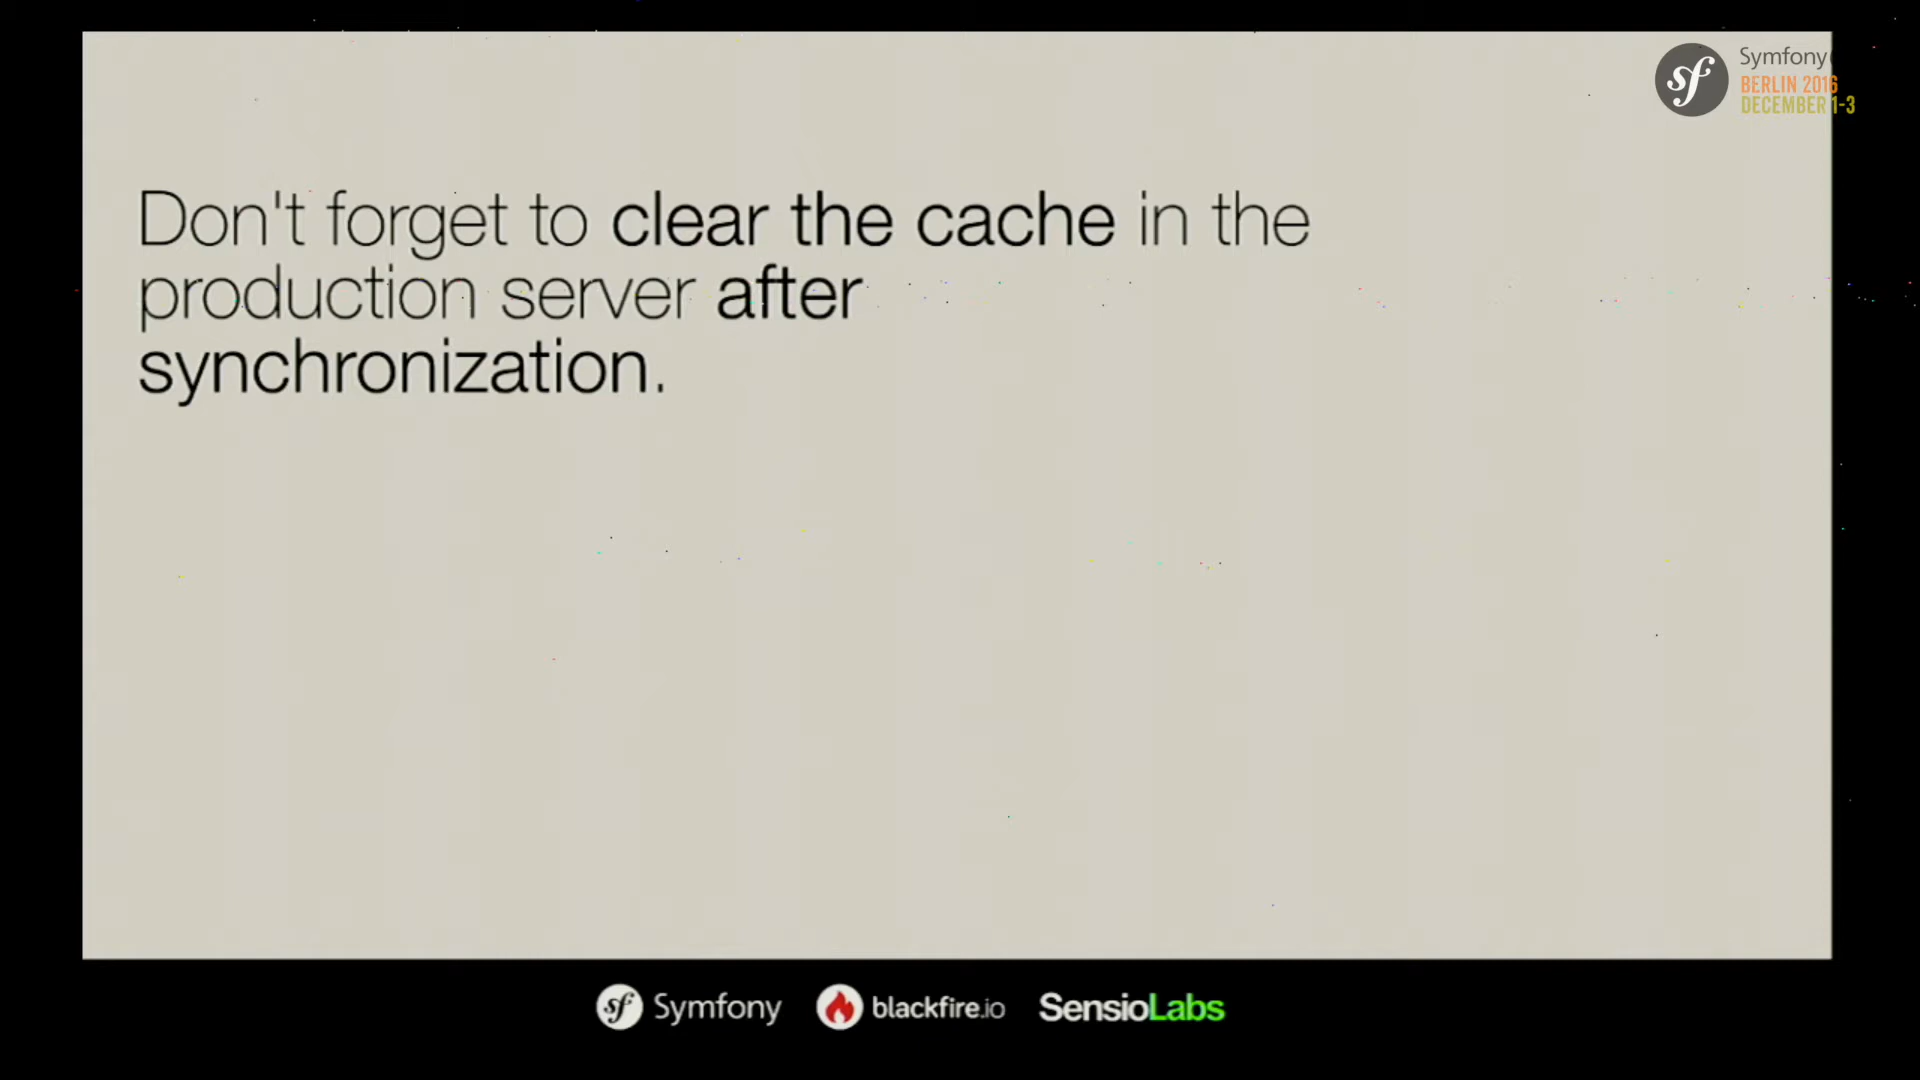 Symfony
BERLIN 2016
DECEMBER 1-3
Don't forget to clear the cache in the
production server after
synchronization.
sf Symfony
blackfire.io
SensioLabs